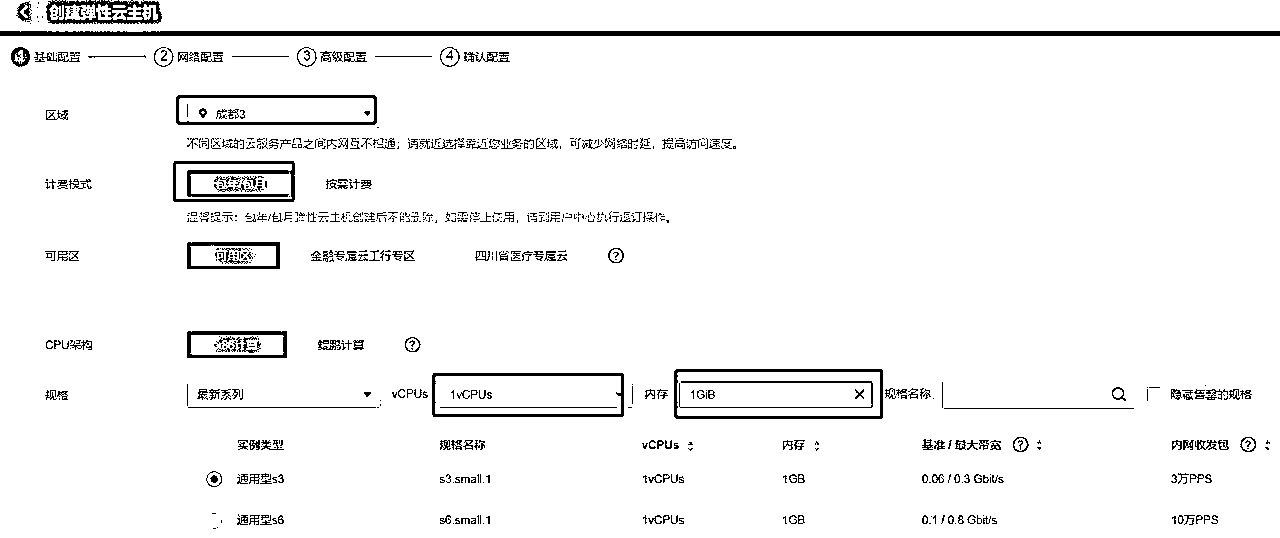 创建弹性云主机
1 基础配置 2 网络配置 3 高级配置 4 确认配置
区域 成都3
不同区域的云服务产品之间内网互不相通；请就近选择靠近您业务的区域，可减少网络时延，提高访问速度。
计费模式 包年/包月 按需计费
温馨提示：包年/包月弹性云主机创建后不能删除，如需停止使用，请到用户中心执行退订操作。
可用区 可用区 金融专属云工行专区 四川省医疗专属云 ?
CPU架构 x86计算 鲲鹏计算 ?
规格 最新系列 vCPUs 1vCPUs 内存 1GiB 规格名称 隐藏售罄的规格
实例类型 规格名称 vCPUs 内存 基准 / 最大带宽 ? 内网收发包 ?
通用型s3 s3.small.1 1vCPUs 1GB 0.06 / 0.3 Gbit/s 3万PPS
通用型s6 s6.small.1 1vCPUs 1GB 0.1 / 0.8 Gbit/s 10万PPS